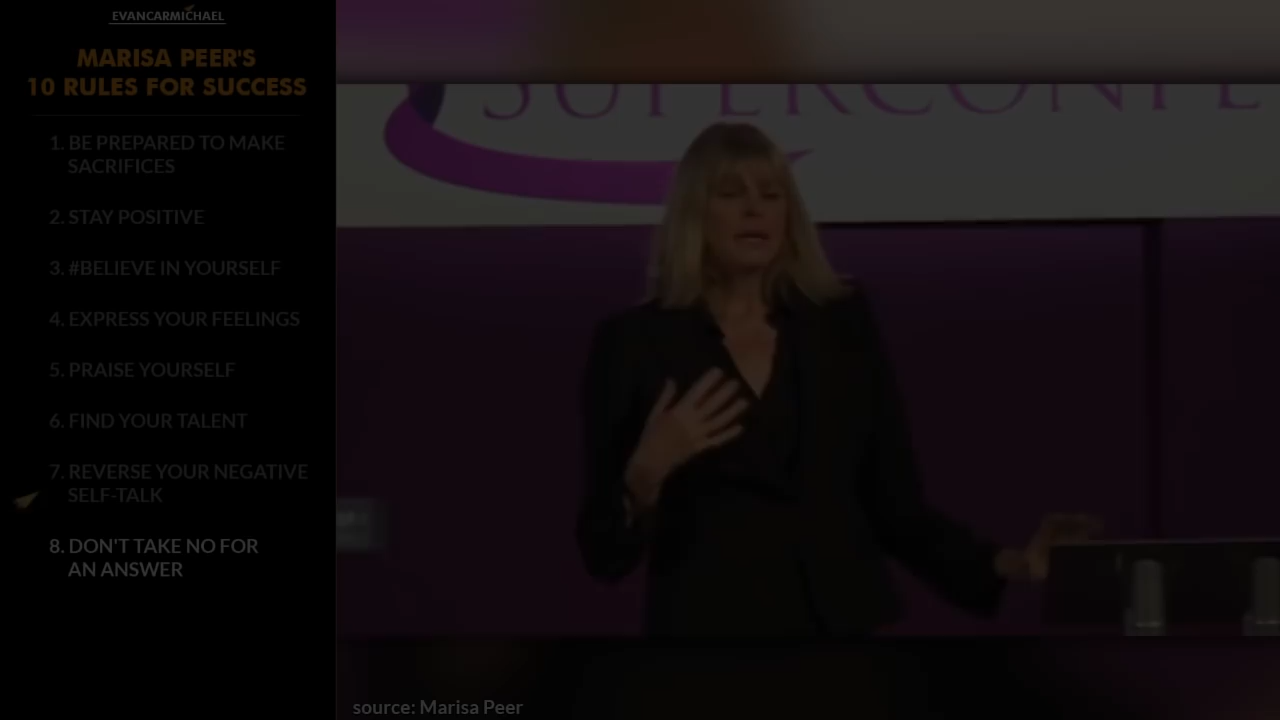 EVANCARMICHAEL
MARISA PEER'S
10 RULES FOR SUCCESS
1. BE PREPARED TO MAKE
SACRIFICES
2. STAY POSITIVE
3. #BELIEVE IN YOURSELF
4. EXPRESS YOUR FEELINGS
5. PRAISE YOURSELF
6. FIND YOUR TALENT
7. REVERSE YOUR NEGATIVE
SELF-TALK
8. DON'T TAKE NO FOR
AN ANSWER
SUPERCONFE
source: Marisa Peer